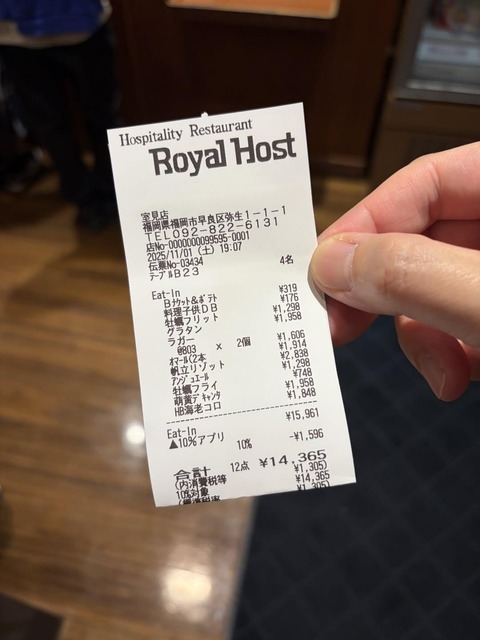 Hospitality Restaurant
Royal Host
室見店
福岡県福岡市早良区弥生1-1-1
TEL092-822-6131
店No-0000000099595-0001
2025/11/01 (土) 19:07
伝票No-03434 4名
テーブルB23
Eat-In
Bナゲット&ポテト ¥319
料理子供DB ¥176
牡蠣フリット ¥1,298
グラタン ¥1,958
ラガー
@803 × 2個 ¥1,606
オマール(2本 ¥1,914
帆立リゾット ¥2,838
アンジュエール ¥1,298
牡蠣フライ ¥748
萌黄デキャンタ ¥1,958
HB海老コロ ¥1,848
Eat-In ¥15,961
▲10%アプリ 10% -¥1,596
合計 12点 ¥14,365
(内消費税等 ¥1,305)
10%対象 ¥14,365
¥1,305)